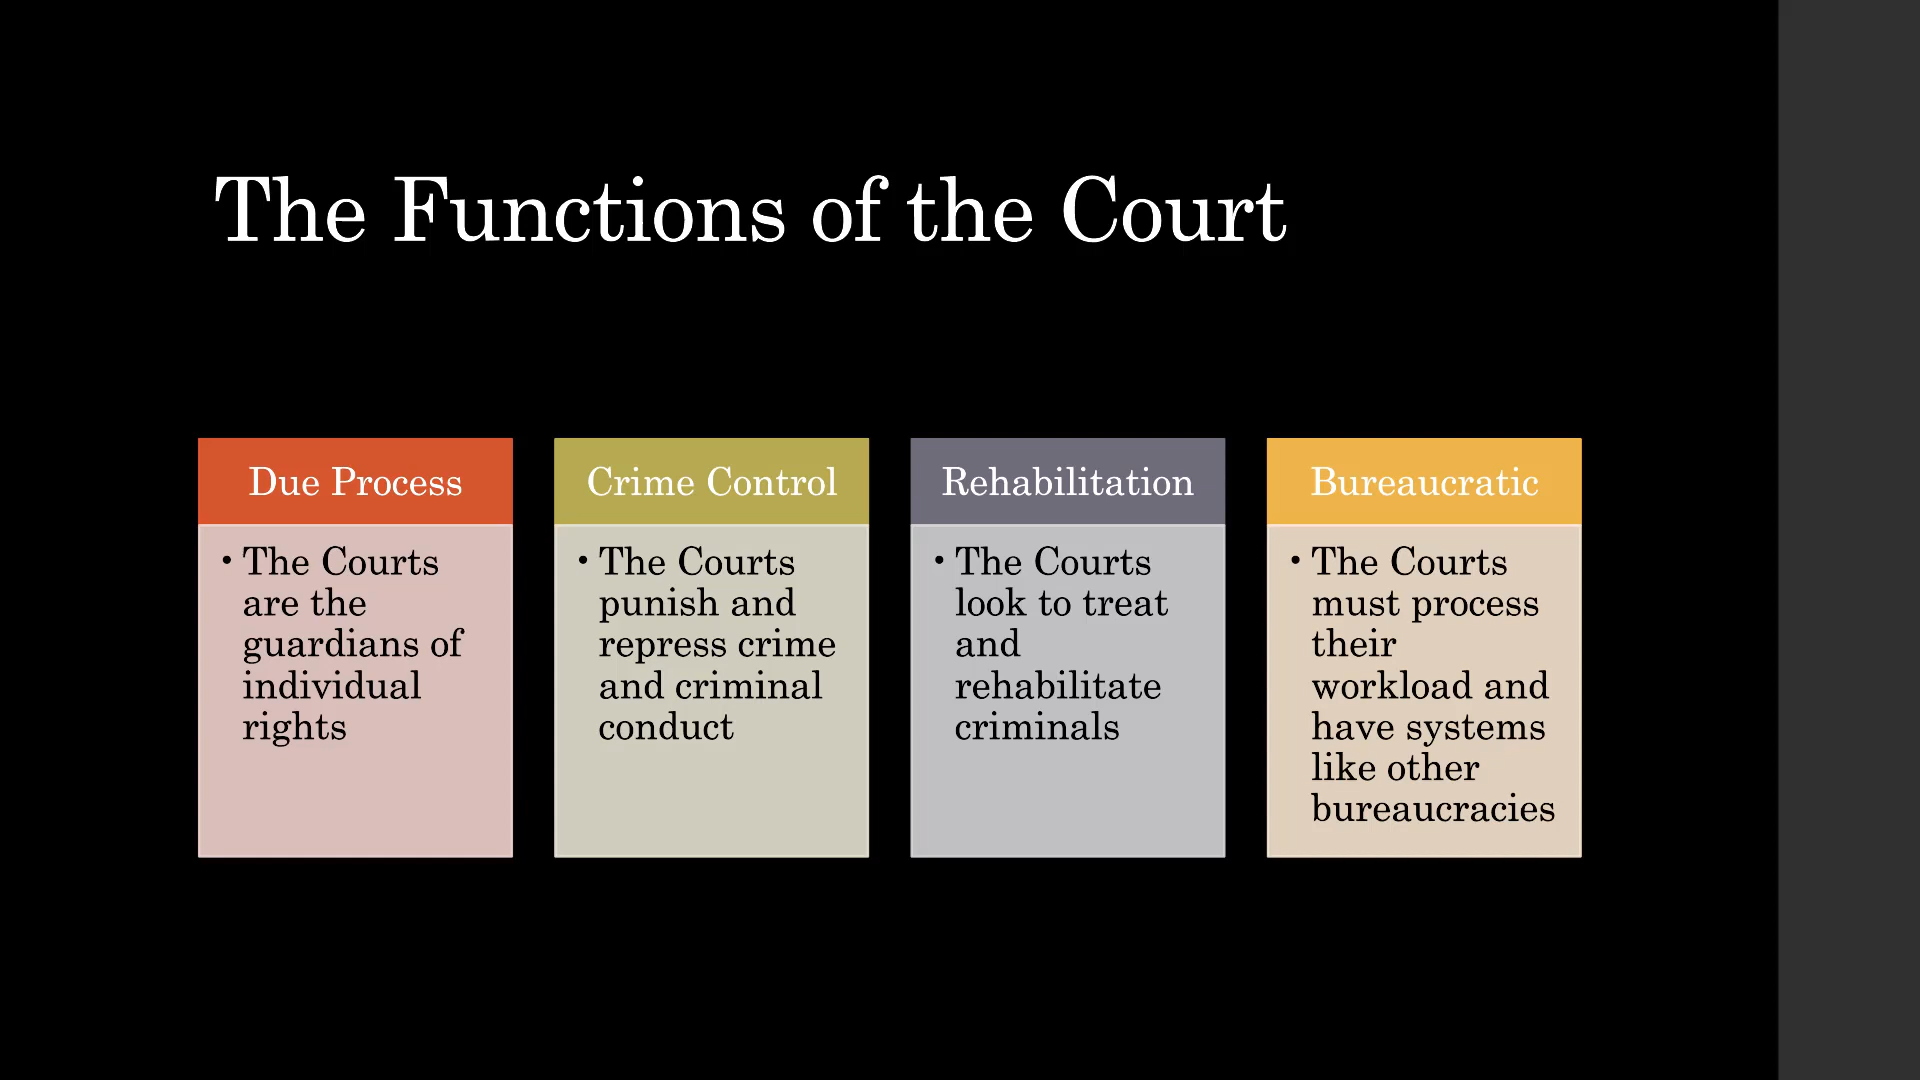 The Functions of the Court
Due Process
• The Courts
are the
guardians of
individual
rights
Crime Control
• The Courts
punish and
repress crime
and criminal
conduct
Rehabilitation
• The Courts
look to treat
and
rehabilitate
criminals
Bureaucratic
• The Courts
must process
their
workload and
have systems
like other
bureaucracies